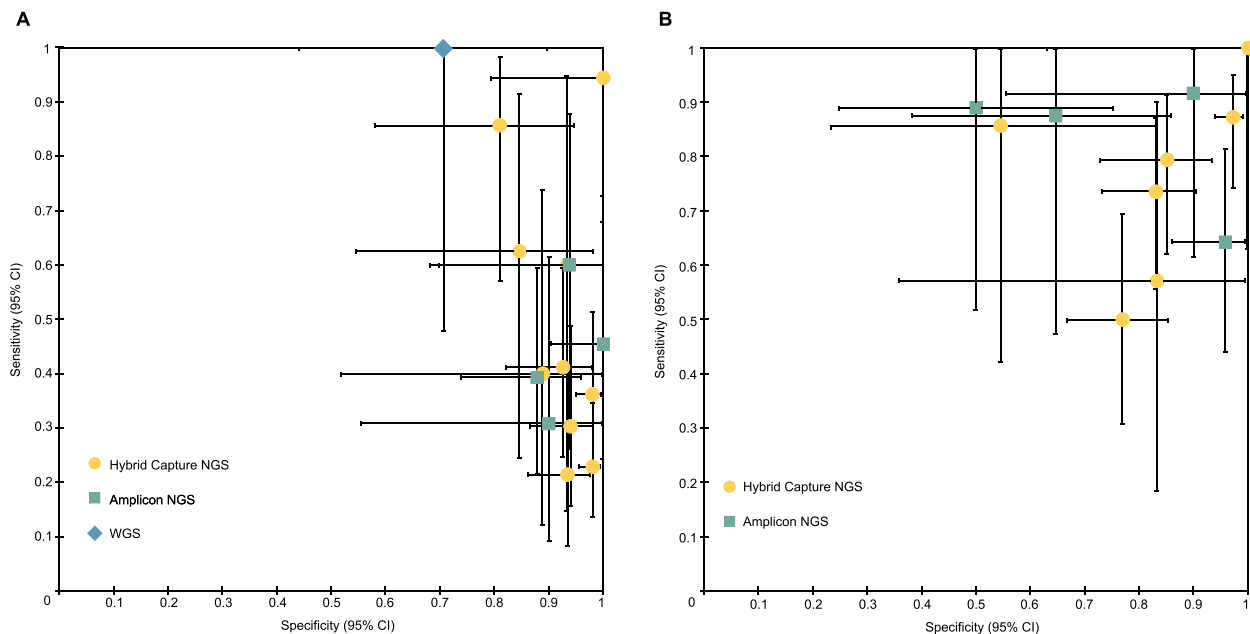 A
1
0.9
0.8
0.7
0.6
0.5
0.4
0.3
0.2
0.1
0
Sensitivity (95% CI)
Hybrid Capture NGS
Amplicon NGS
WGS
0.1 0.2 0.3 0.4 0.5 0.6 0.7 0.8 0.9 1
Specificity (95% CI)
B
1
0.9
0.8
0.7
0.6
0.5
0.4
0.3
0.2
0.1
0
Sensitivity (95% CI)
Hybrid Capture NGS
Amplicon NGS
0.1 0.2 0.3 0.4 0.5 0.6 0.7 0.8 0.9 1
Specificity (95% CI)